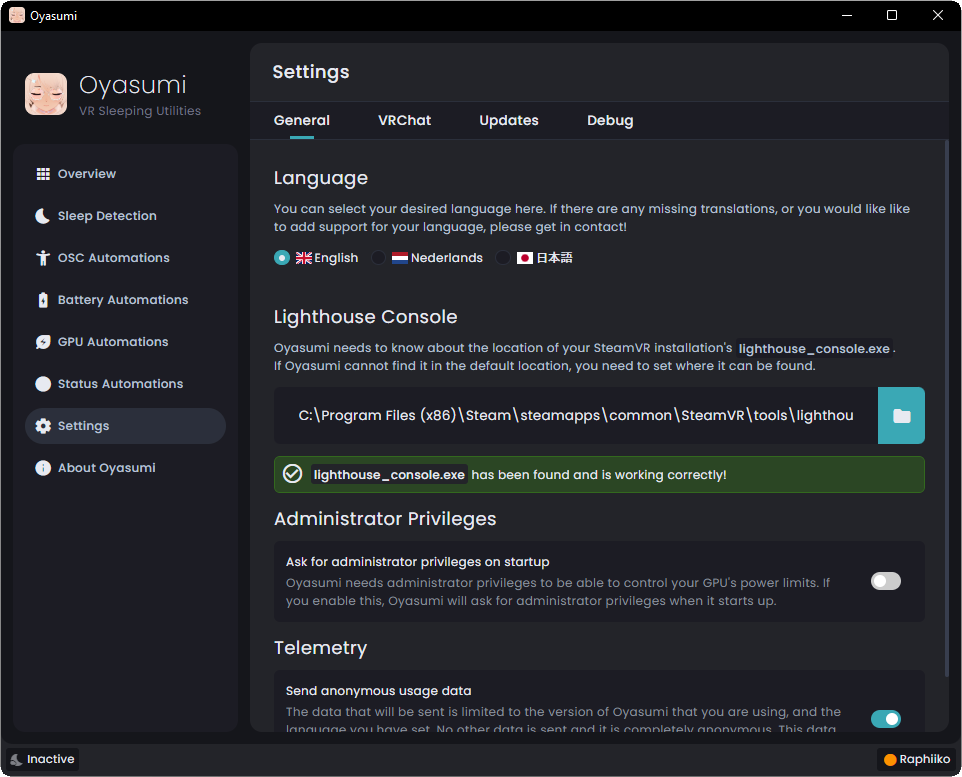 Oyasumi
Oyasumi
VR Sleeping Utilities
Overview
Sleep Detection
OSC Automations
Battery Automations
GPU Automations
Status Automations
Settings
About Oyasumi
Settings
General VRChat Updates Debug
Language
You can select your desired language here. If there are any missing translations, or you would like like
to add support for your language, please get in contact!
English Nederlands 日本語
Lighthouse Console
Oyasumi needs to know about the location of your SteamVR installation's lighthouse_console.exe .
If Oyasumi cannot find it in the default location, you need to set where it can be found.
C:\Program Files (x86)\Steam\steamapps\common\SteamVR\tools\lighthou
lighthouse_console.exe has been found and is working correctly!
Administrator Privileges
Ask for administrator privileges on startup
Oyasumi needs administrator privileges to be able to control your GPU's power limits. If
you enable this, Oyasumi will ask for administrator privileges when it starts up.
Telemetry
Send anonymous usage data
The data that will be sent is limited to the version of Oyasumi that you are using, and the
language you have set. No other data is sent and it is completely anonymous. This data
Inactive
Raphiiko